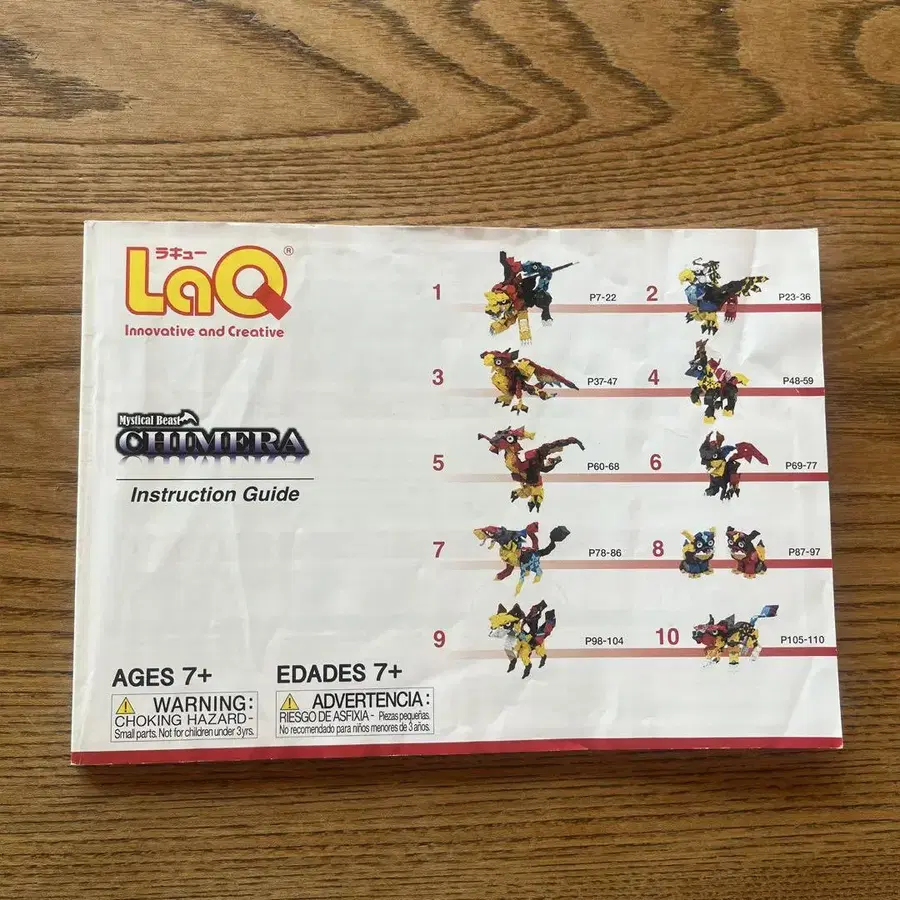 ラキュー
LaQ®
Innovative and Creative
Mystical Beast
CHIMERA
Instruction Guide
1 P7-22 2 P23-36
3 P37-47 4 P48-59
5 P60-68 6 P69-77
7 P78-86 8 P87-97
9 P98-104 10 P105-110
AGES 7+ EDADES 7+
WARNING:
CHOKING HAZARD-
Small parts. Not for children under 3 yrs.
ADVERTENCIA:
RIESGO DE ASFIXIA - Piezas pequeñas.
No recomendado para niños menores de 3 años.